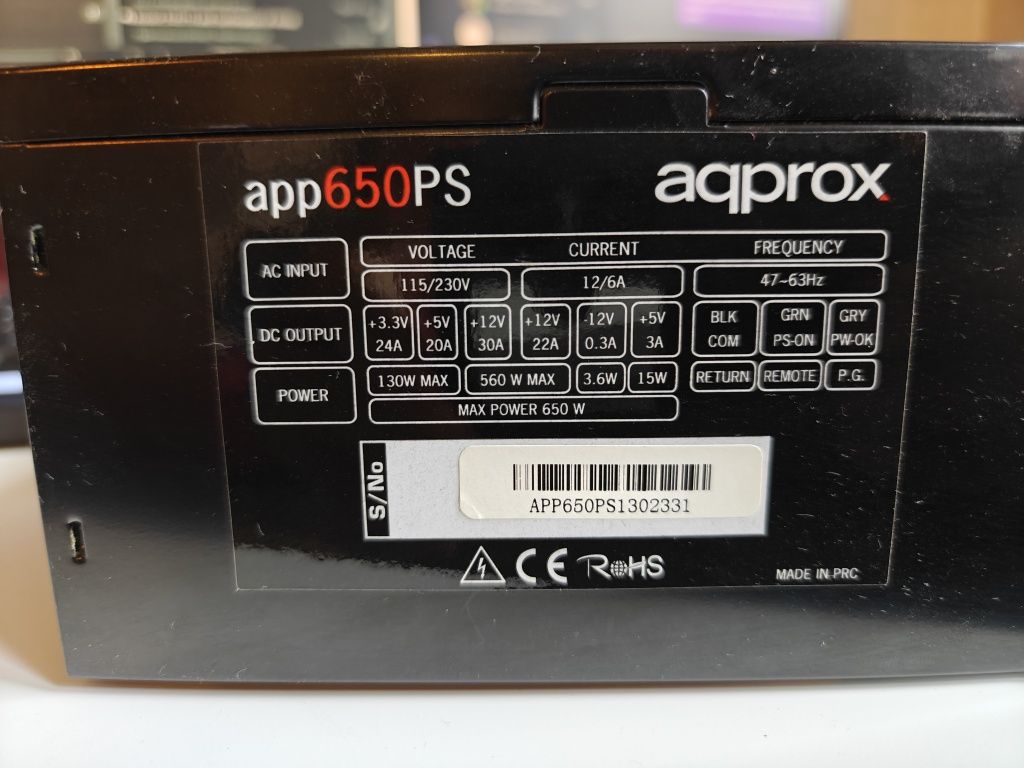 app650PS aqprox
VOLTAGE CURRENT FREQUENCY
AC INPUT
115/230V 12/6A 47~63Hz
+3.3V +5V +12V +12V -12V +5V BLK GRN GRY
DC OUTPUT
24A 20A 30A 22A 0.3A 3A COM PS-ON PW-OK
130W MAX 560 W MAX 3.6W 15W RETURN REMOTE P.G.
POWER
MAX POWER 650 W
S/No
APP650PS1302331
CE RoHS
MADE IN PRC